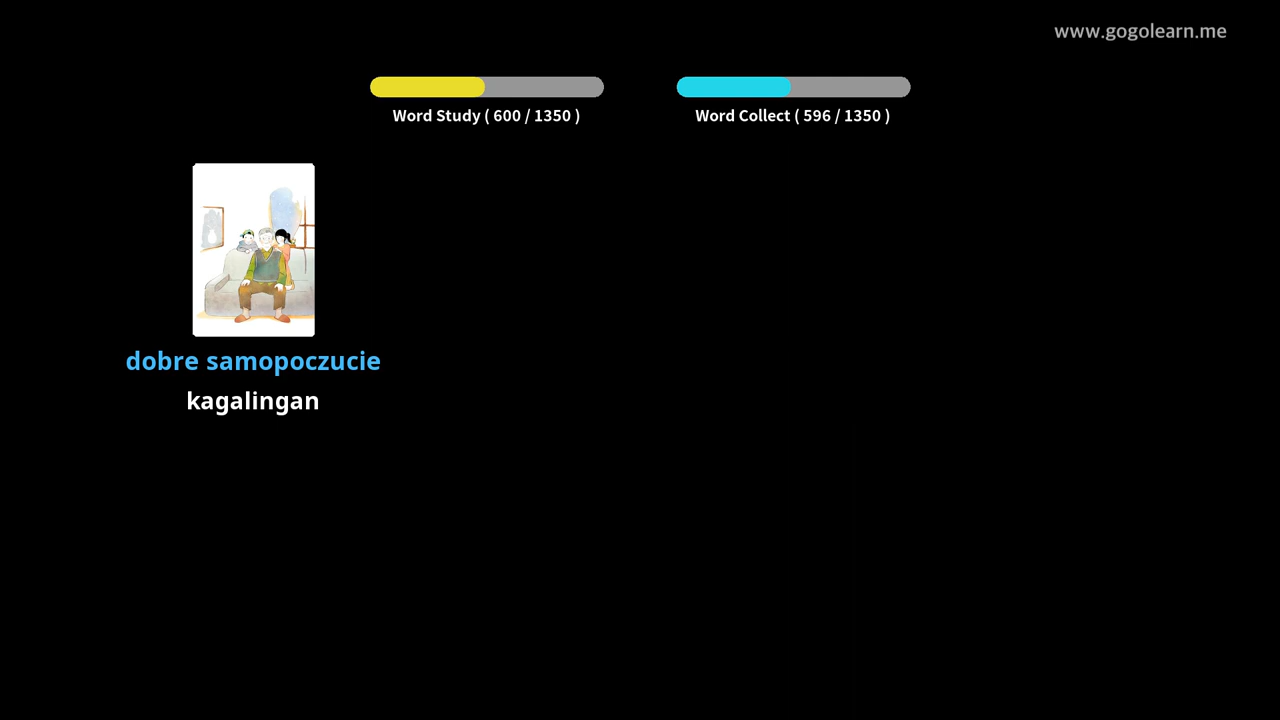 www.gogolearn.me
Word Study ( 600 / 1350 )
Word Collect ( 596 / 1350 )
dobre samopoczucie
kagalingan